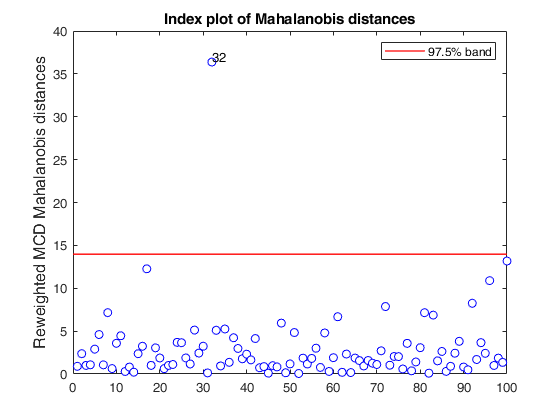 Index plot of Mahalanobis distances
Reweighted MCD Mahalanobis distances
40
35
30
25
20
15
10
5
0
97.5% band
32
0 10 20 30 40 50 60 70 80 90 100